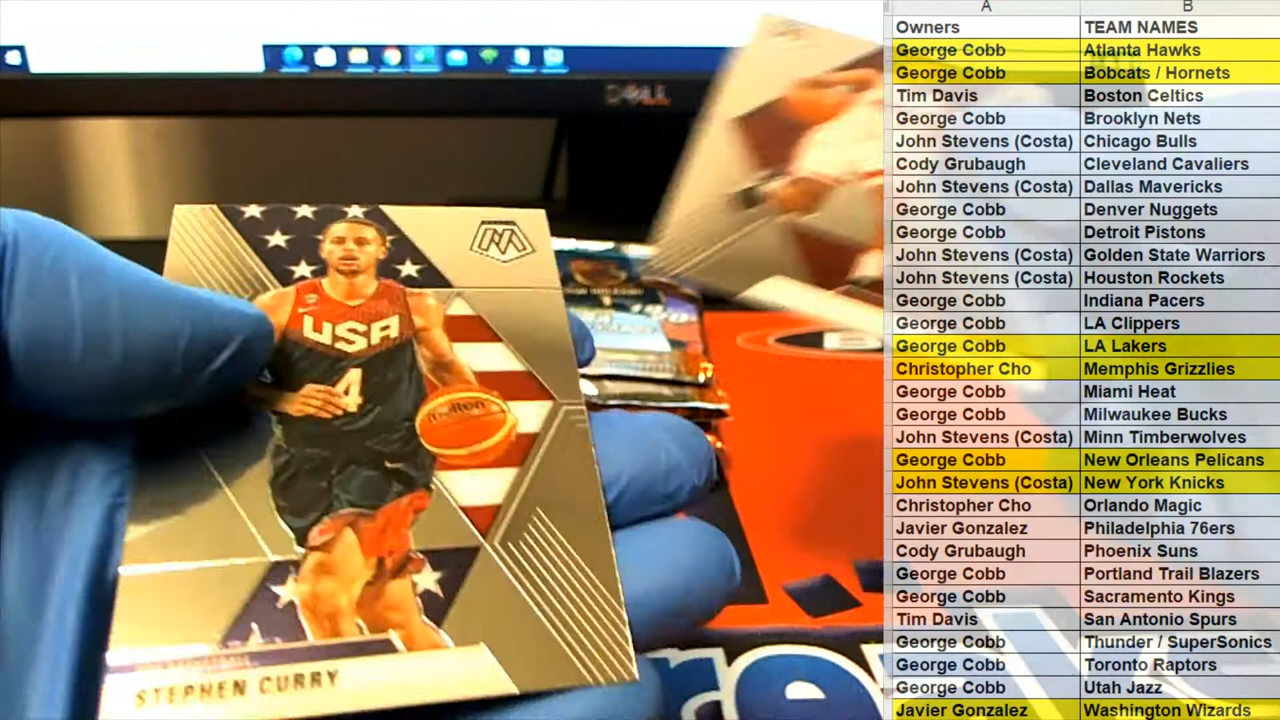 A B
Owners TEAM NAMES
George Cobb Atlanta Hawks
George Cobb Bobcats / Hornets
Tim Davis Boston Celtics
George Cobb Brooklyn Nets
John Stevens (Costa) Chicago Bulls
Cody Grubaugh Cleveland Cavaliers
John Stevens (Costa) Dallas Mavericks
George Cobb Denver Nuggets
George Cobb Detroit Pistons
John Stevens (Costa) Golden State Warriors
John Stevens (Costa) Houston Rockets
George Cobb Indiana Pacers
George Cobb LA Clippers
George Cobb LA Lakers
Christopher Cho Memphis Grizzlies
George Cobb Miami Heat
George Cobb Milwaukee Bucks
John Stevens (Costa) Minn Timberwolves
George Cobb New Orleans Pelicans
John Stevens (Costa) New York Knicks
Christopher Cho Orlando Magic
Javier Gonzalez Philadelphia 76ers
Cody Grubaugh Phoenix Suns
George Cobb Portland Trail Blazers
George Cobb Sacramento Kings
Tim Davis San Antonio Spurs
George Cobb Thunder / SuperSonics
George Cobb Toronto Raptors
George Cobb Utah Jazz
Javier Gonzalez Washington Wizards
DELL
USA
4
molten
STEPHEN CURRY